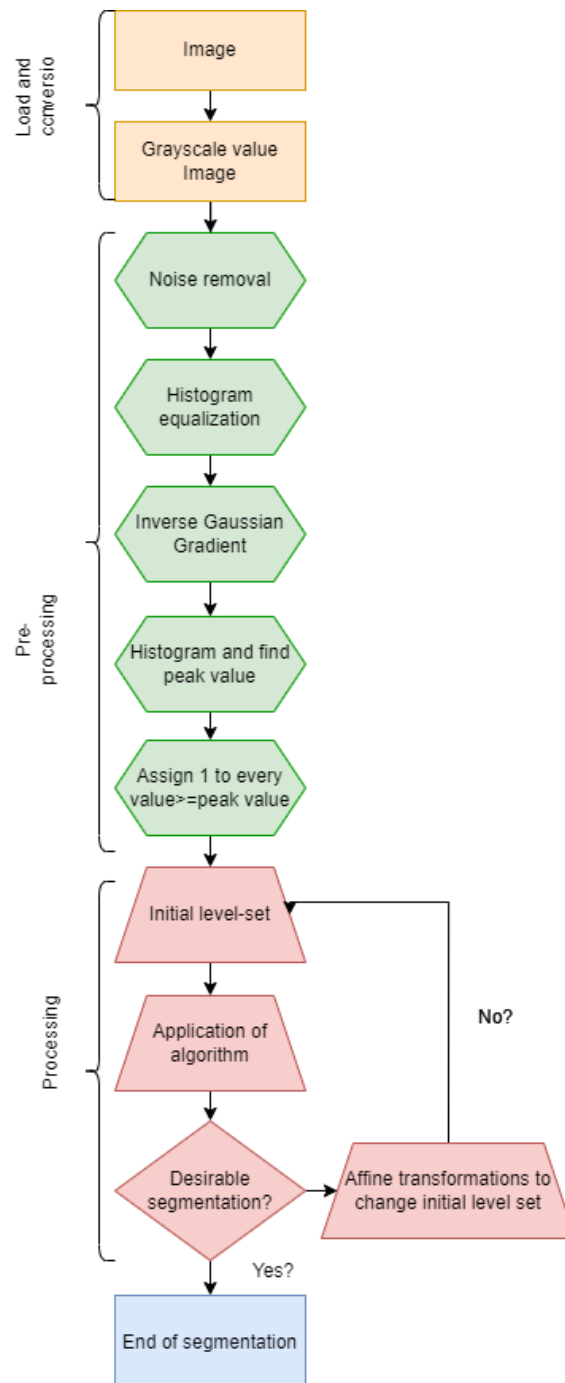 Load and
ccnversio
Image
Grayscale value
Image
Pre-
processing
Noise removal
Histogram
equalization
Inverse Gaussian
Gradient
Histogram and find
peak value
Assign 1 to every
value>=peak value
Processing
Initial level-set
Application of
algorithm
No?
Desirable
segmentation?
Affine transformations to
change initial level set
Yes?
End of segmentation